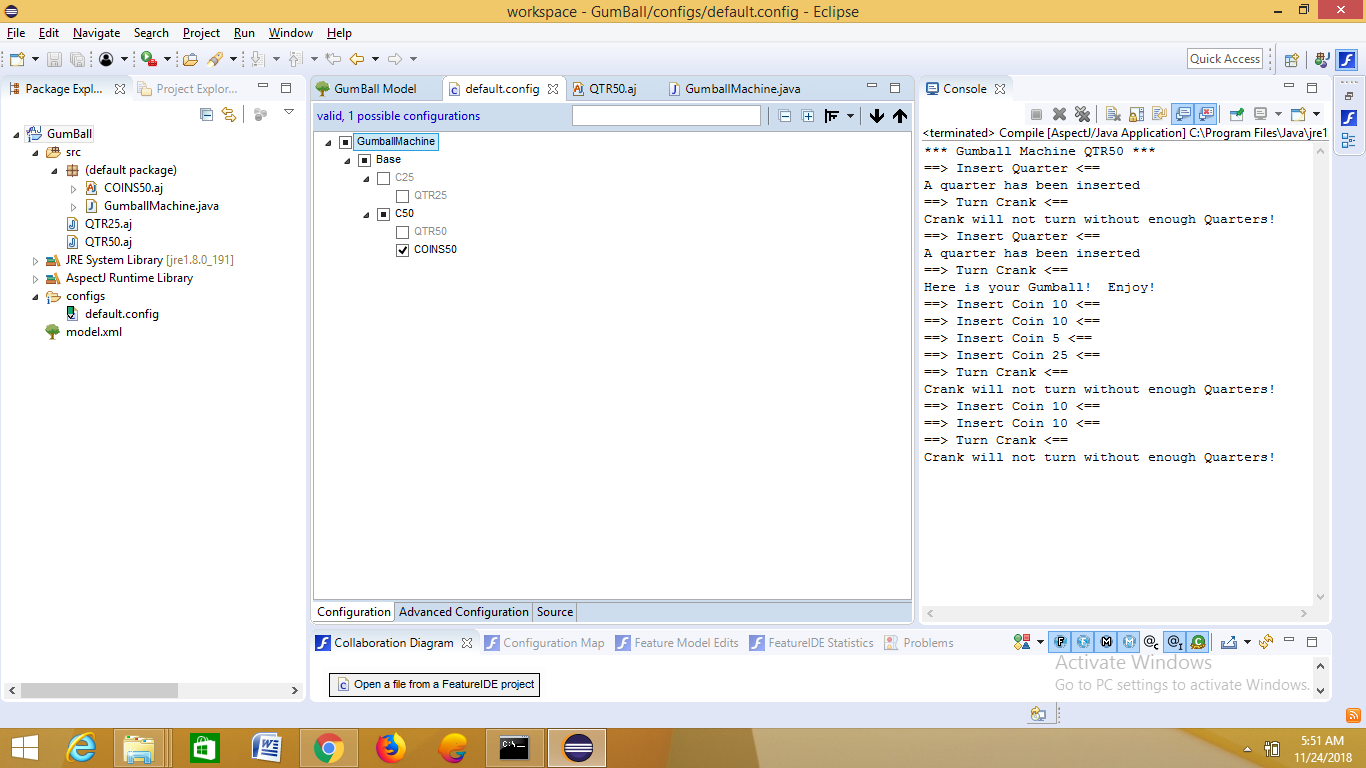 workspace - GumBall/configs/default.config - Eclipse
File Edit Navigate Search Project Run Window Help
Quick Access
Package Expl... Project Explor...
GumBall
src
(default package)
COINS50.aj
GumballMachine.java
QTR25.aj
QTR50.aj
JRE System Library [jre1.8.0_191]
AspectJ Runtime Library
configs
default.config
model.xml
GumBall Model default.config QTR50.aj GumballMachine.java
valid, 1 possible configurations
GumballMachine
Base
C25
QTR25
C50
QTR50
COINS50
Configuration Advanced Configuration Source
Console
<terminated> Compile [AspectJ/Java Application] C:\Program Files\Java\jre1
*** Gumball Machine QTR50 ***
==> Insert Quarter <==
A quarter has been inserted
==> Turn Crank <==
Crank will not turn without enough Quarters!
==> Insert Quarter <==
A quarter has been inserted
==> Turn Crank <==
Here is your Gumball!  Enjoy!
==> Insert Coin 10 <==
==> Insert Coin 10 <==
==> Insert Coin 5 <==
==> Insert Coin 25 <==
==> Turn Crank <==
Crank will not turn without enough Quarters!
==> Insert Coin 10 <==
==> Insert Coin 10 <==
==> Turn Crank <==
Crank will not turn without enough Quarters!
Collaboration Diagram Configuration Map Feature Model Edits FeatureIDE Statistics Problems
Open a file from a FeatureIDE project
Activate Windows
Go to PC settings to activate Windows.
5:51 AM
11/24/2018